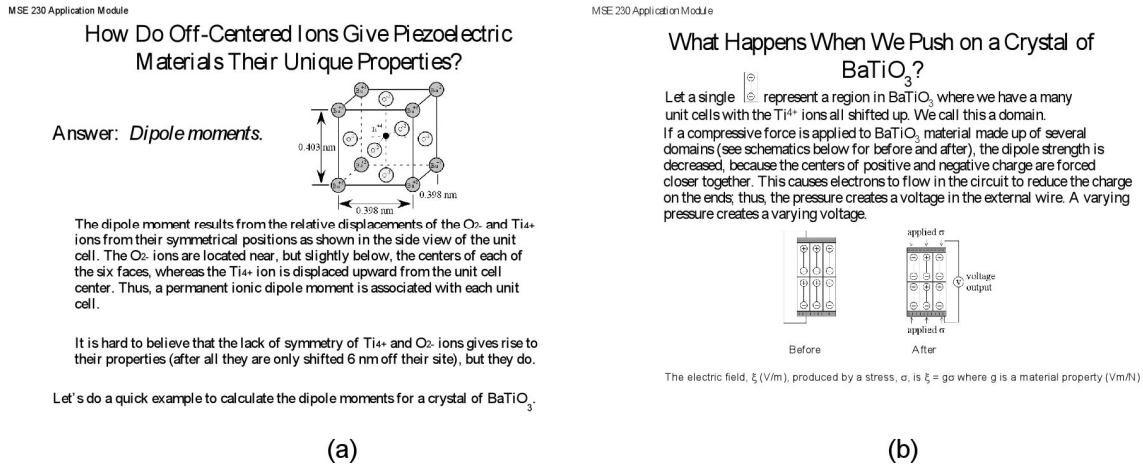 MSE 230 Application Module
How Do Off-Centered Ions Give Piezoelectric
Materials Their Unique Properties?
Answer: Dipole moments.
0.403 nm
0.398 nm
0.398 nm
The dipole moment results from the relative displacements of the O2- and Ti4+
ions from their symmetrical positions as shown in the side view of the unit
cell. The O2- ions are located near, but slightly below, the centers of each of
the six faces, whereas the Ti4+ ion is displaced upward from the unit cell
center. Thus, a permanent ionic dipole moment is associated with each unit
cell.
It is hard to believe that the lack of symmetry of Ti4+ and O2- ions gives rise to
their properties (after all they are only shifted 6 nm off their site), but they do.
Let's do a quick example to calculate the dipole moments for a crystal of BaTiO3.
(a)
MSE 230 Application Module
What Happens When We Push on a Crystal of
BaTiO3?
Let a single represent a region in BaTiO3 where we have a many
unit cells with the Ti4+ ions all shifted up. We call this a domain.
If a compressive force is applied to BaTiO3 material made up of several
domains (see schematics below for before and after), the dipole strength is
decreased, because the centers of positive and negative charge are forced
closer together. This causes electrons to flow in the circuit to reduce the charge
on the ends; thus, the pressure creates a voltage in the external wire. A varying
pressure creates a varying voltage.
applied σ
V
voltage
output
applied σ
Before
After
The electric field, ξ (V/m), produced by a stress, σ, is ξ = gσ where g is a material property (Vm/N)
(b)